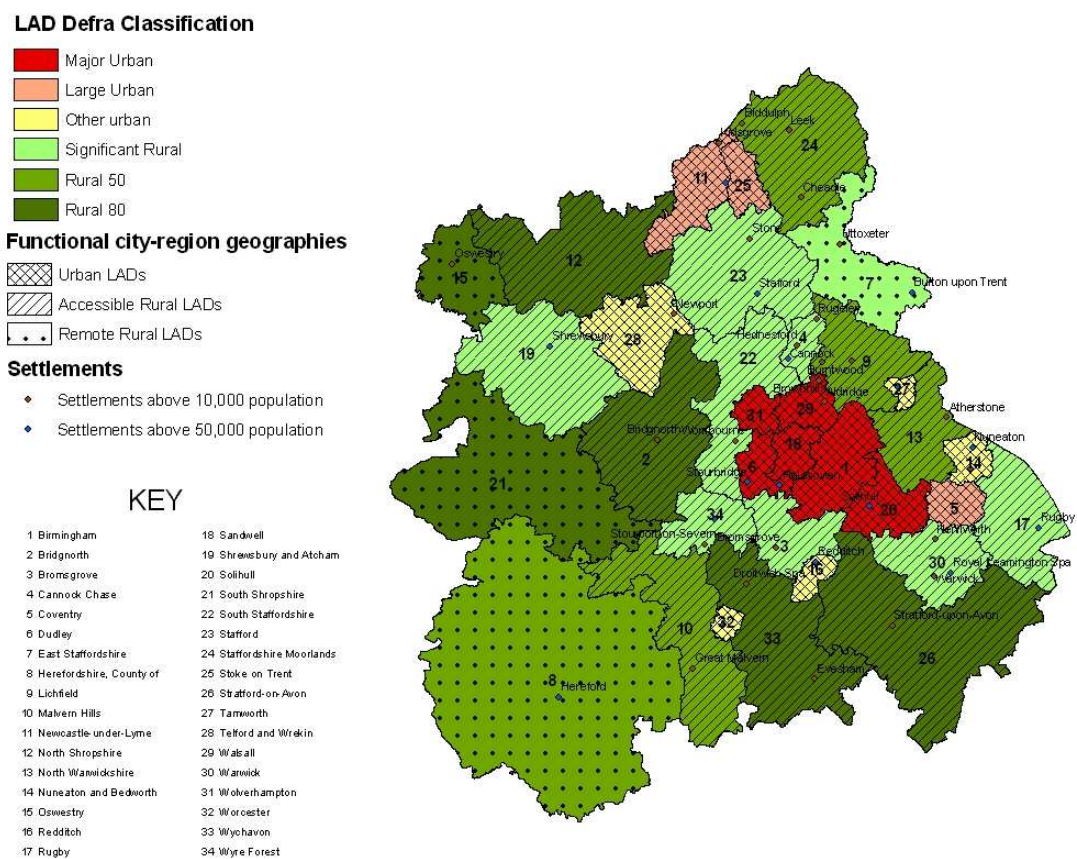 LAD Defra Classification
Major Urban
Large Urban
Other urban
Significant Rural
Rural 50
Rural 80
Functional city-region geographies
Urban LADs
Accessible Rural LADs
Remote Rural LADs
Settlements
Settlements above 10,000 population
Settlements above 50,000 population
KEY
1 Birmingham
2 Bridgnorth
3 Bromsgrove
4 Cannock Chase
5 Coventry
6 Dudley
7 East Staffordshire
8 Herefordshire, County of
9 Lichfield
10 Malvern Hills
11 Newcastle-under-Lyme
12 North Shropshire
13 North Warwickshire
14 Nuneaton and Bedworth
15 Oswestry
16 Redditch
17 Rugby
18 Sandwell
19 Shrewsbury and Atcham
20 Solihull
21 South Shropshire
22 South Staffordshire
23 Stafford
24 Staffordshire Moorlands
25 Stoke on Trent
26 Stratford-on-Avon
27 Tamworth
28 Telford and Wrekin
29 Walsall
30 Warwick
31 Wolverhampton
32 Worcester
33 Wychavon
34 Wyre Forest
Biddulph
Leek
Kidsgrove
24
11
25
Cheadle
Stone
Uttoxeter
Oswestry
15
12
23
7
Stafford
Burton upon Trent
Newport
Rugeley
Shrewsbury
28
Hednesford
4
19
22
Cannock
9
Burntwood
27
Aldridge
Atherstone
31
29
13
Bridgnorth
Wombourne
18
Nuneaton
14
2
6
1
Stourbridge
Halesowen
21
Solihull
20
5
17
Rugby
34
Kenilworth
Stourport-on-Severn
Bromsgrove
3
Redditch
16
30
Royal Leamington Spa
Warwick
Droitwich Spa
32
10
33
Stratford-upon-Avon
26
Great Malvern
Evesham
8
Hereford